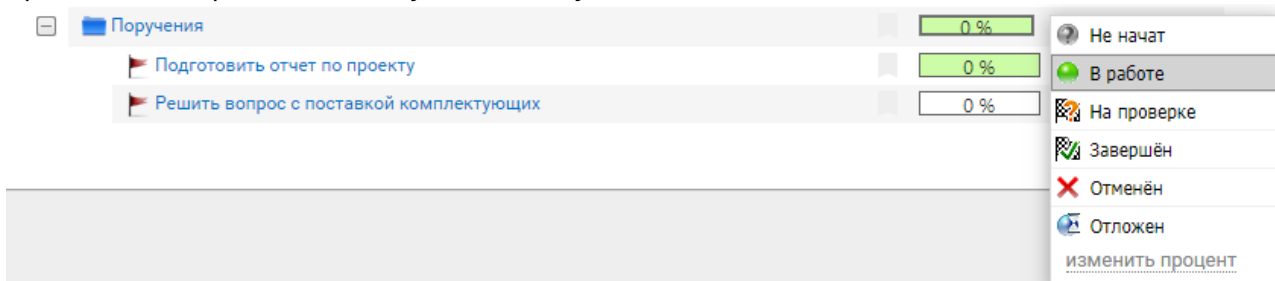 Поручения 0 %
Подготовить отчет по проекту 0 %
Решить вопрос с поставкой комплектующих 0 %
Не начат
В работе
На проверке
Завершён
Отменён
Отложен
изменить процент